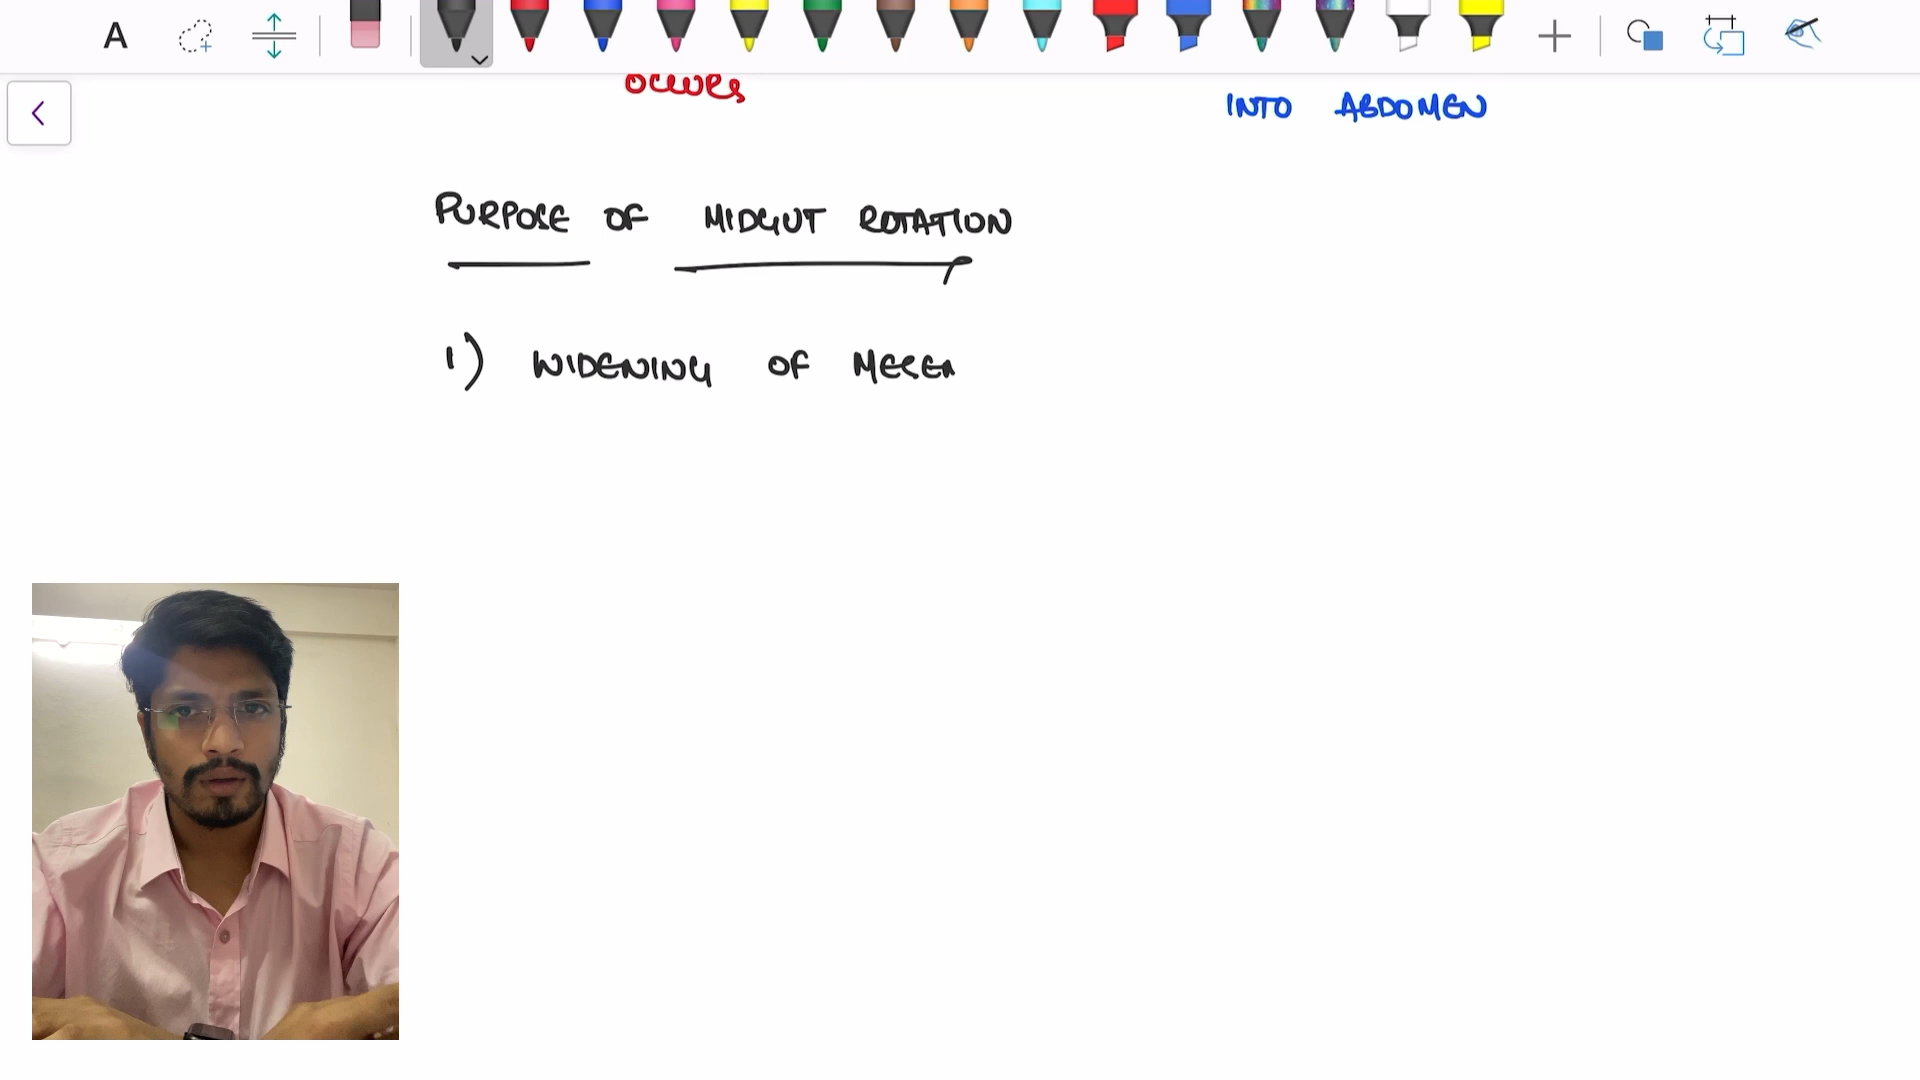 A
OCCURS
INTO ABDOMEN
PURPOSE OF MIDGUT ROTATION
1) WIDENING OF MESEN